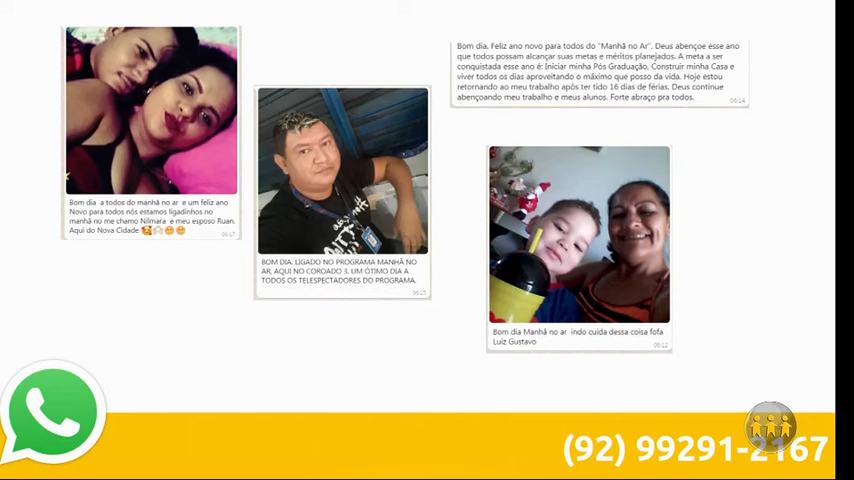 Bom dia a todos do manhã no ar e um feliz ano
Novo para todos nós estamos ligadinhos no
manhã no me chamo Nilmara e meu esposo Ruan.
Aqui do Nova Cidade
06:17
BOM DIA. LIGADO NO PROGRAMA MANHÃ NO
AR, AQUI NO COROADO 3. UM ÓTIMO DIA A
TODOS OS TELESPECTADORES DO PROGRAMA.
06:15
Bom dia. Feliz ano novo para todos do "Manhã no Ar". Deus abençoe esse ano
que todos possam alcançar suas metas e méritos planejados. A meta a ser
conquistada esse ano é: Iniciar minha Pós Graduação, Construir minha Casa e
viver todos os dias aproveitando o máximo que posso da vida. Hoje estou
retornando ao meu trabalho após ter tido 16 dias de férias. Deus continue
abençoando meu trabalho e meus alunos. Forte abraço pra todos.
06:14
Bom dia Manhã no ar indo cuida dessa coisa fofa
Luiz Gustavo
06:12
(92) 99291-2167